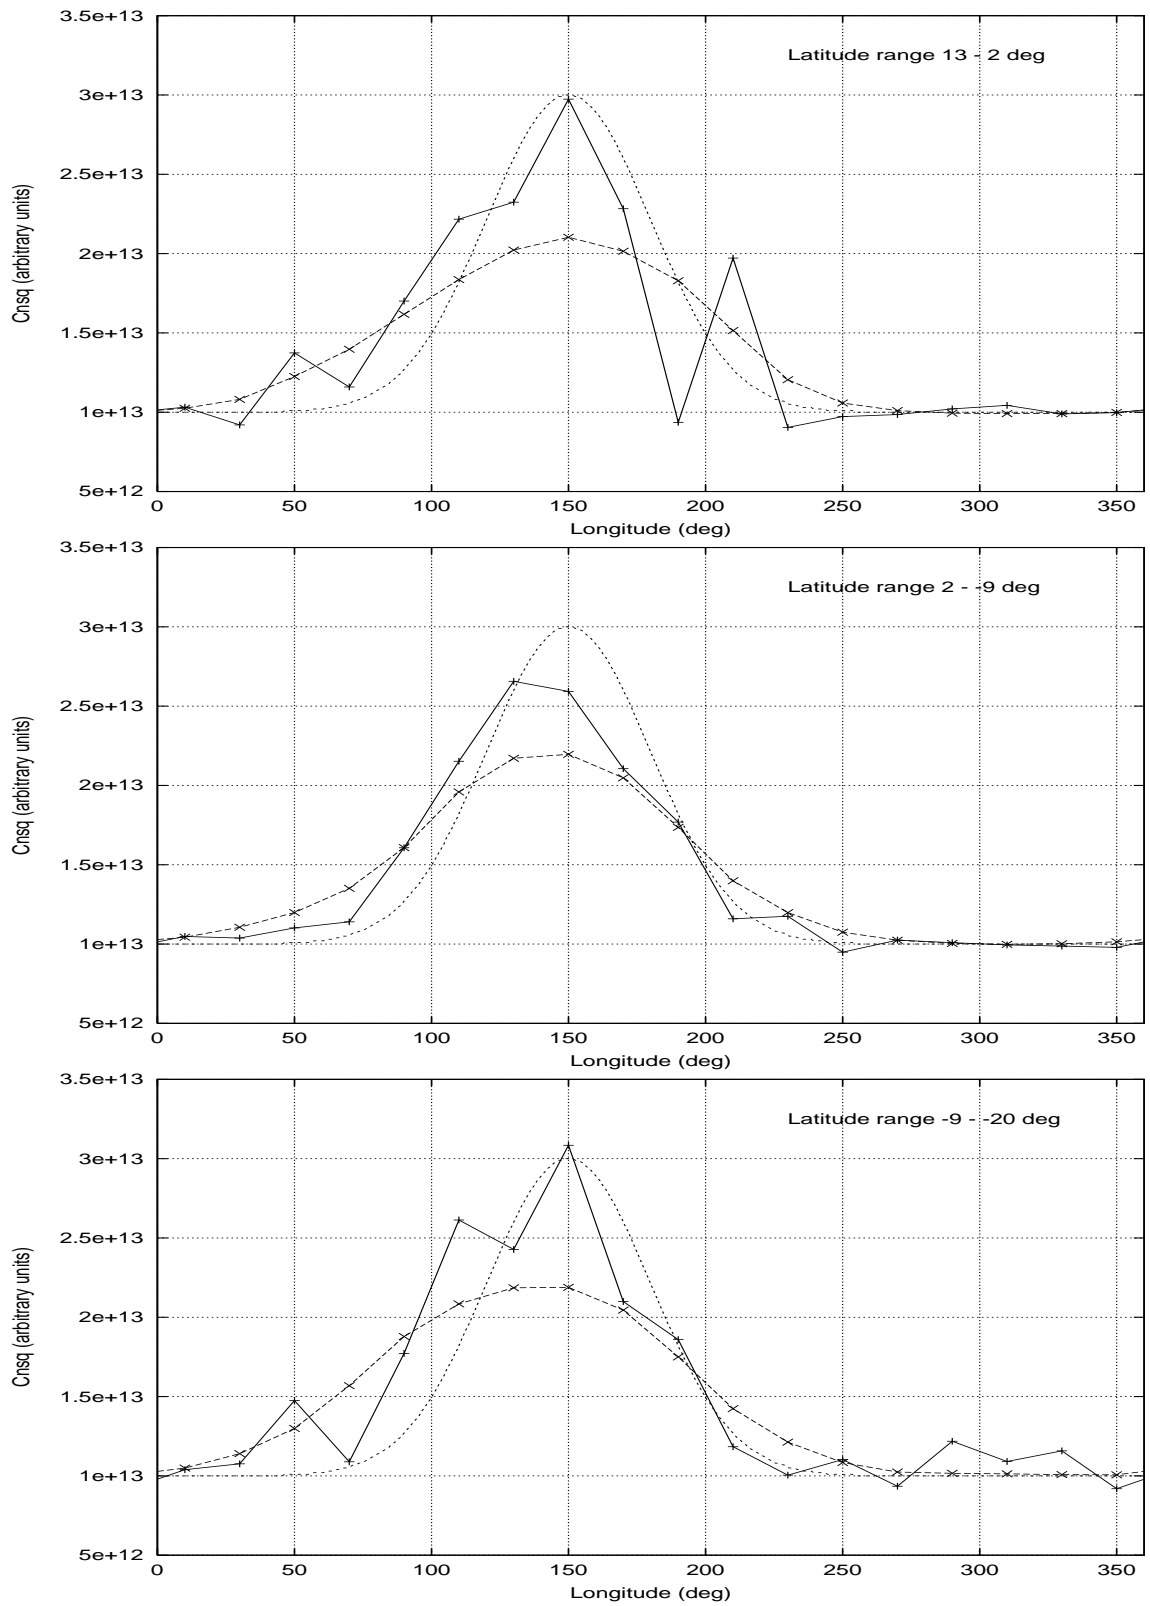 3.5e+13
Latitude range 13 - 2 deg
3e+13
2.5e+13
2e+13
1.5e+13
1e+13
5e+12
Cnsq (arbitrary units)
0 50 100 150 200 250 300 350
Longitude (deg)
3.5e+13
Latitude range 2 - -9 deg
3e+13
2.5e+13
2e+13
1.5e+13
1e+13
5e+12
Cnsq (arbitrary units)
0 50 100 150 200 250 300 350
Longitude (deg)
3.5e+13
Latitude range -9 - -20 deg
3e+13
2.5e+13
2e+13
1.5e+13
1e+13
5e+12
Cnsq (arbitrary units)
0 50 100 150 200 250 300 350
Longitude (deg)